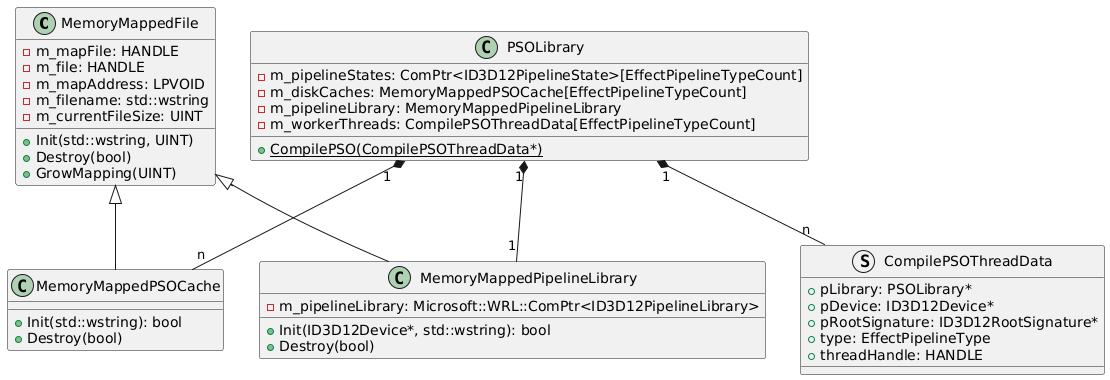 C MemoryMappedFile
m_mapFile: HANDLE
m_file: HANDLE
m_mapAddress: LPVOID
m_filename: std::wstring
m_currentFileSize: UINT
Init(std::wstring, UINT)
Destroy(bool)
GrowMapping(UINT)
C PSOLibrary
m_pipelineStates: ComPtr<ID3D12PipelineState>[EffectPipelineTypeCount]
m_diskCaches: MemoryMappedPSOCache[EffectPipelineTypeCount]
m_pipelineLibrary: MemoryMappedPipelineLibrary
m_workerThreads: CompilePSOThreadData[EffectPipelineTypeCount]
CompilePSO(CompilePSOThreadData*)
1
1
1
n
1
n
C MemoryMappedPSOCache
Init(std::wstring): bool
Destroy(bool)
C MemoryMappedPipelineLibrary
m_pipelineLibrary: Microsoft::WRL::ComPtr<ID3D12PipelineLibrary>
Init(ID3D12Device*, std::wstring): bool
Destroy(bool)
S CompilePSOThreadData
pLibrary: PSOLibrary*
pDevice: ID3D12Device*
pRootSignature: ID3D12RootSignature*
type: EffectPipelineType
threadHandle: HANDLE